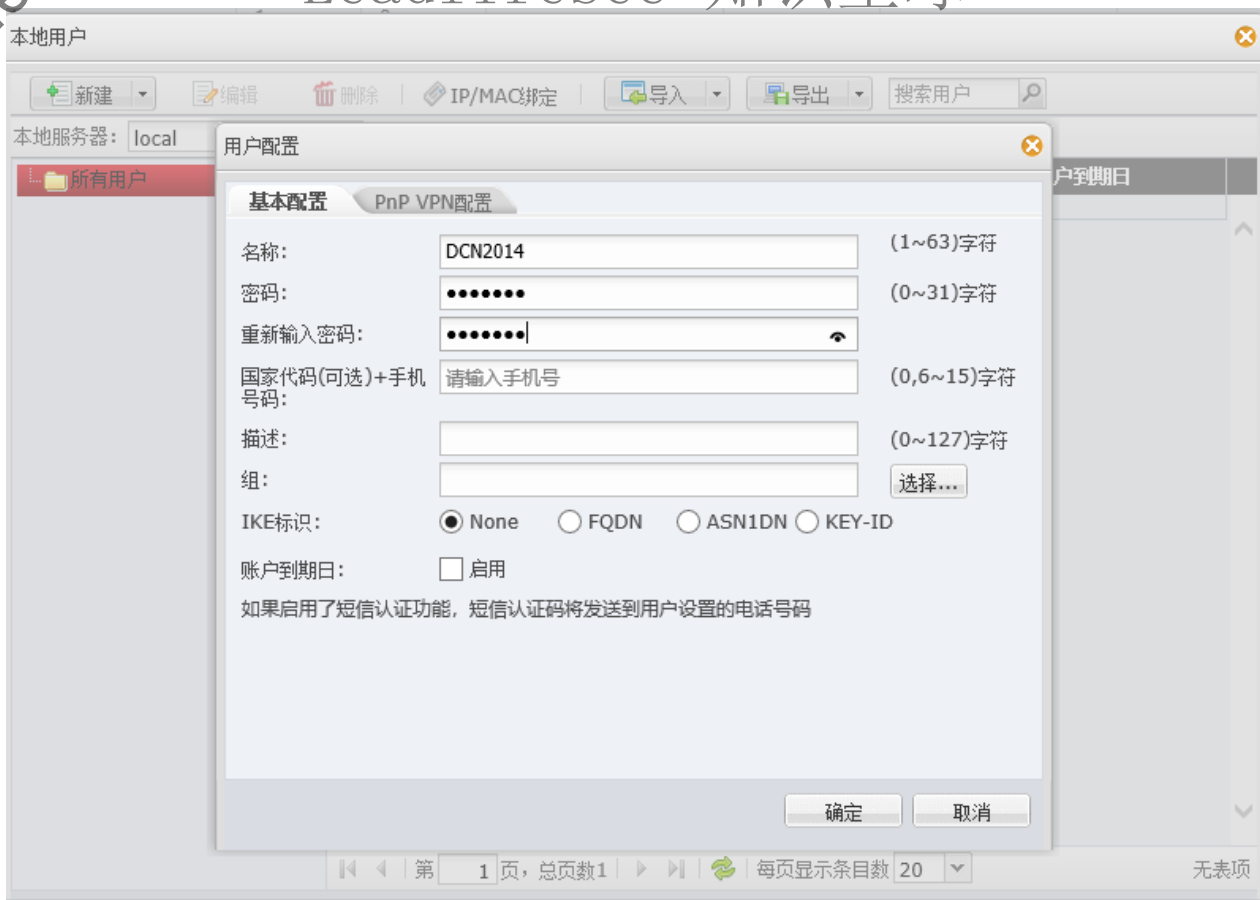 本地用户
新建 编辑 删除 IP/MAC绑定 导入 导出 搜索用户
本地服务器: local
所有用户
户到期日
用户配置
基本配置 PnP VPN配置
名称: DCN2014 (1~63)字符
密码: ●●●●●●● (0~31)字符
重新输入密码: ●●●●●●●
国家代码(可选)+手机号码: 请输入手机号 (0,6~15)字符
描述: (0~127)字符
组: 选择...
IKE标识: None FQDN ASN1DN KEY-ID
账户到期日: 启用
如果启用了短信认证功能, 短信认证码将发送到用户设置的电话号码
确定 取消
第 1 页, 总页数1 每页显示条目数 20 无表项